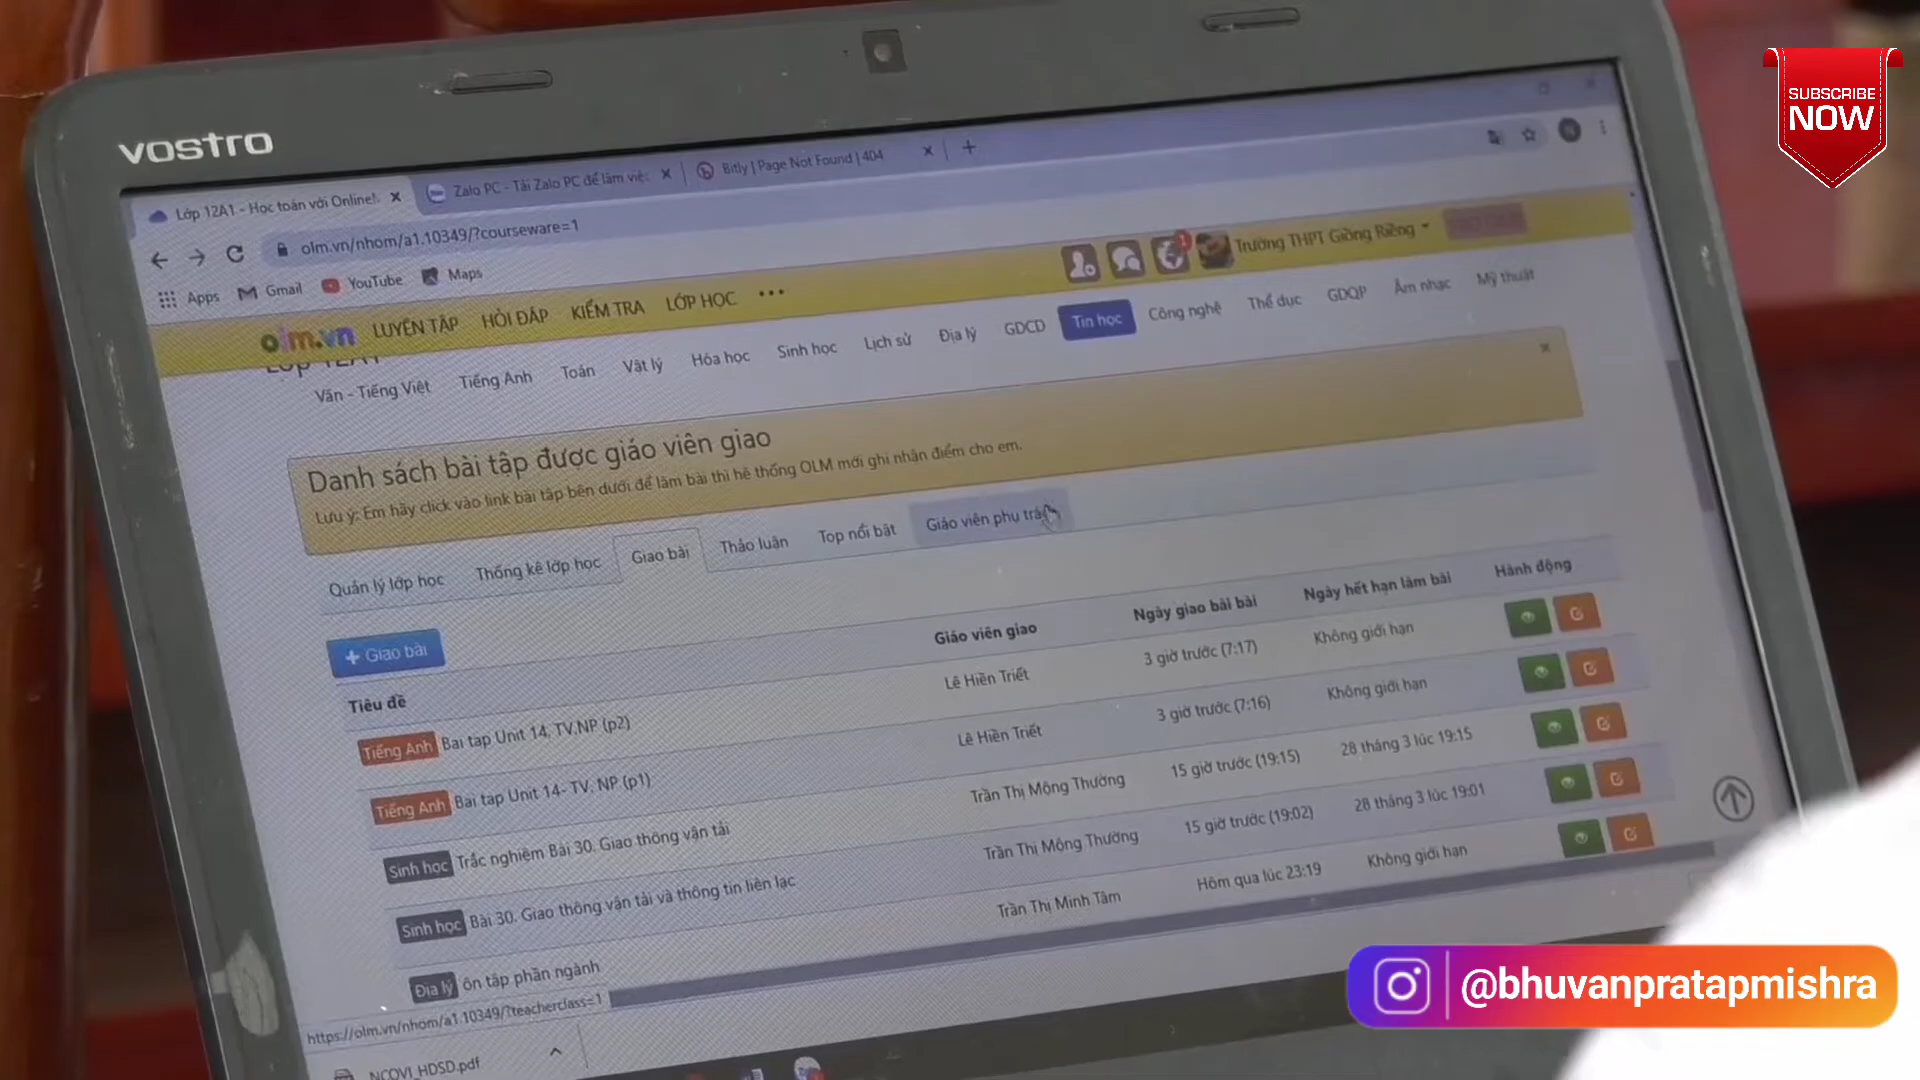 SUBSCRIBE
NOW
vostro
Lớp 12A1 - Học toán với OnlineM
Zalo PC - Tải Zalo PC để làm việc
Bitly | Page Not Found | 404
olm.vn/nhom/a1.10349/?courseware=1
Apps Gmail YouTube Maps
olm.vn LUYỆN TẬP HỎI ĐÁP KIỂM TRA LỚP HỌC ••• 1 Trường THPT Giồng Riềng
Văn - Tiếng Việt Tiếng Anh Toán Vật lý Hóa học Sinh học Lịch sử Địa lý GDCD Tin học Công nghệ Thể dục GDQP Âm nhạc Mỹ thuật
Danh sách bài tập được giáo viên giao
Lưu ý: Em hãy click vào link bài tập bên dưới để làm bài thì hệ thống OLM mới ghi nhận điểm cho em.
Quản lý lớp học Thống kê lớp học Giao bài Thảo luận Top nổi bật Giáo viên phụ trác
+ Giao bài
Tiêu đề Giáo viên giao Ngày giao bài bài Ngày hết hạn làm bài Hành động
Tiếng Anh Bai tap Unit 14, TV.NP (p2) Lê Hiền Triết 3 giờ trước (7:17) Không giới hạn
Tiếng Anh Bai tap Unit 14- TV. NP (p1) Lê Hiền Triết 3 giờ trước (7:16) Không giới hạn
Sinh học Trắc nghiệm Bài 30. Giao thông vận tải Trần Thị Mộng Thường 15 giờ trước (19:15) 28 tháng 3 lúc 19:15
Sinh học Bài 30. Giao thông vận tải và thông tin liên lạc Trần Thị Mộng Thường 15 giờ trước (19:02) 28 tháng 3 lúc 19:01
Địa lý ôn tập phần ngành Trần Thị Minh Tâm Hôm qua lúc 23:19 Không giới hạn
https://olm.vn/nhom/a1.10349/?teacherclass=1
NCOVI_HDSD.pdf
@bhuvanpratapmishra